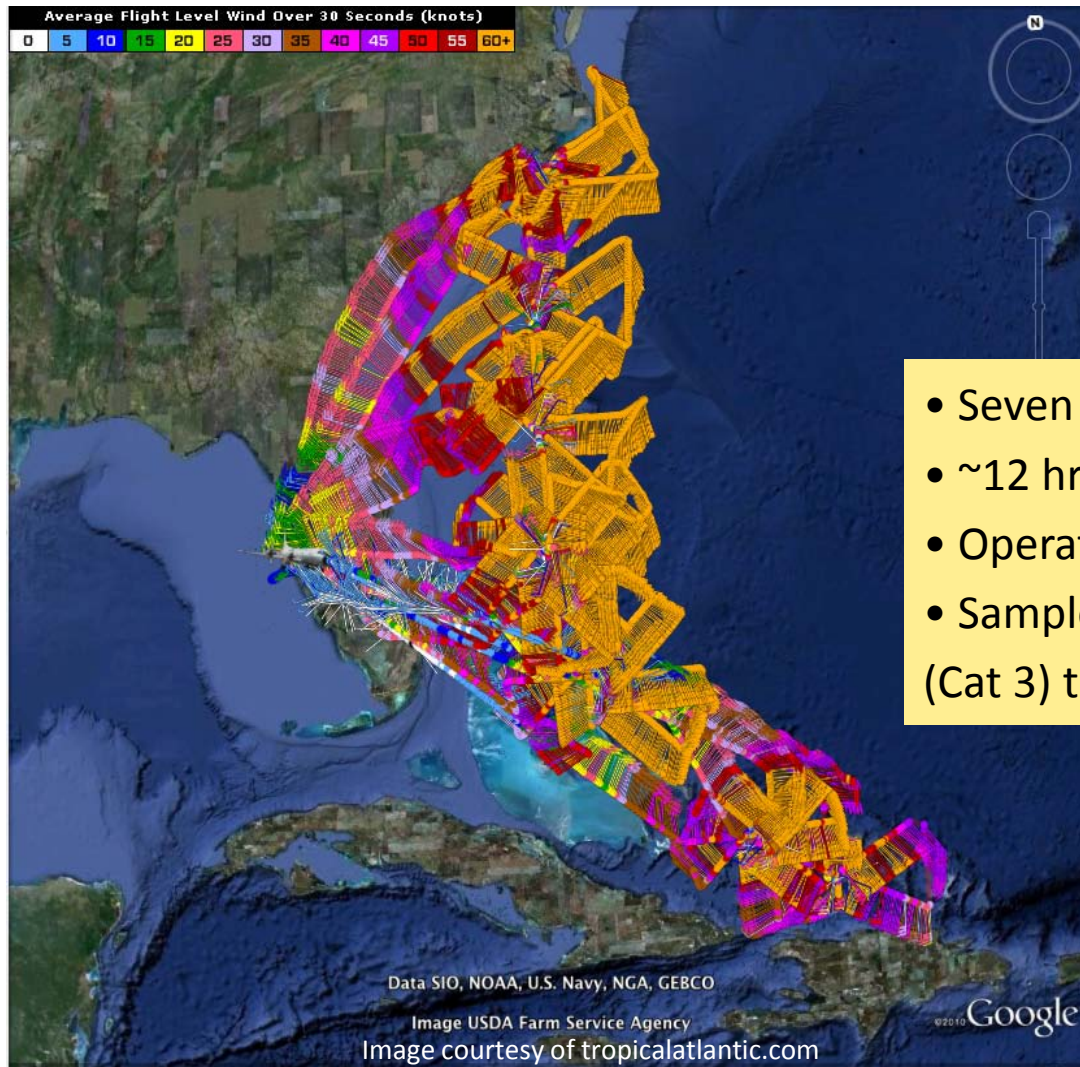 Average Flight Level Wind Over 30 Seconds (knots)
0 5 10 15 20 25 30 35 40 45 50 55 60+
N
• Seven
• ~12 hr
• Operat
• Sample
(Cat 3) t
Data SIO, NOAA, U.S. Navy, NGA, GEBCO
Image USDA Farm Service Agency
©2010 Google
Image courtesy of tropicalatlantic.com